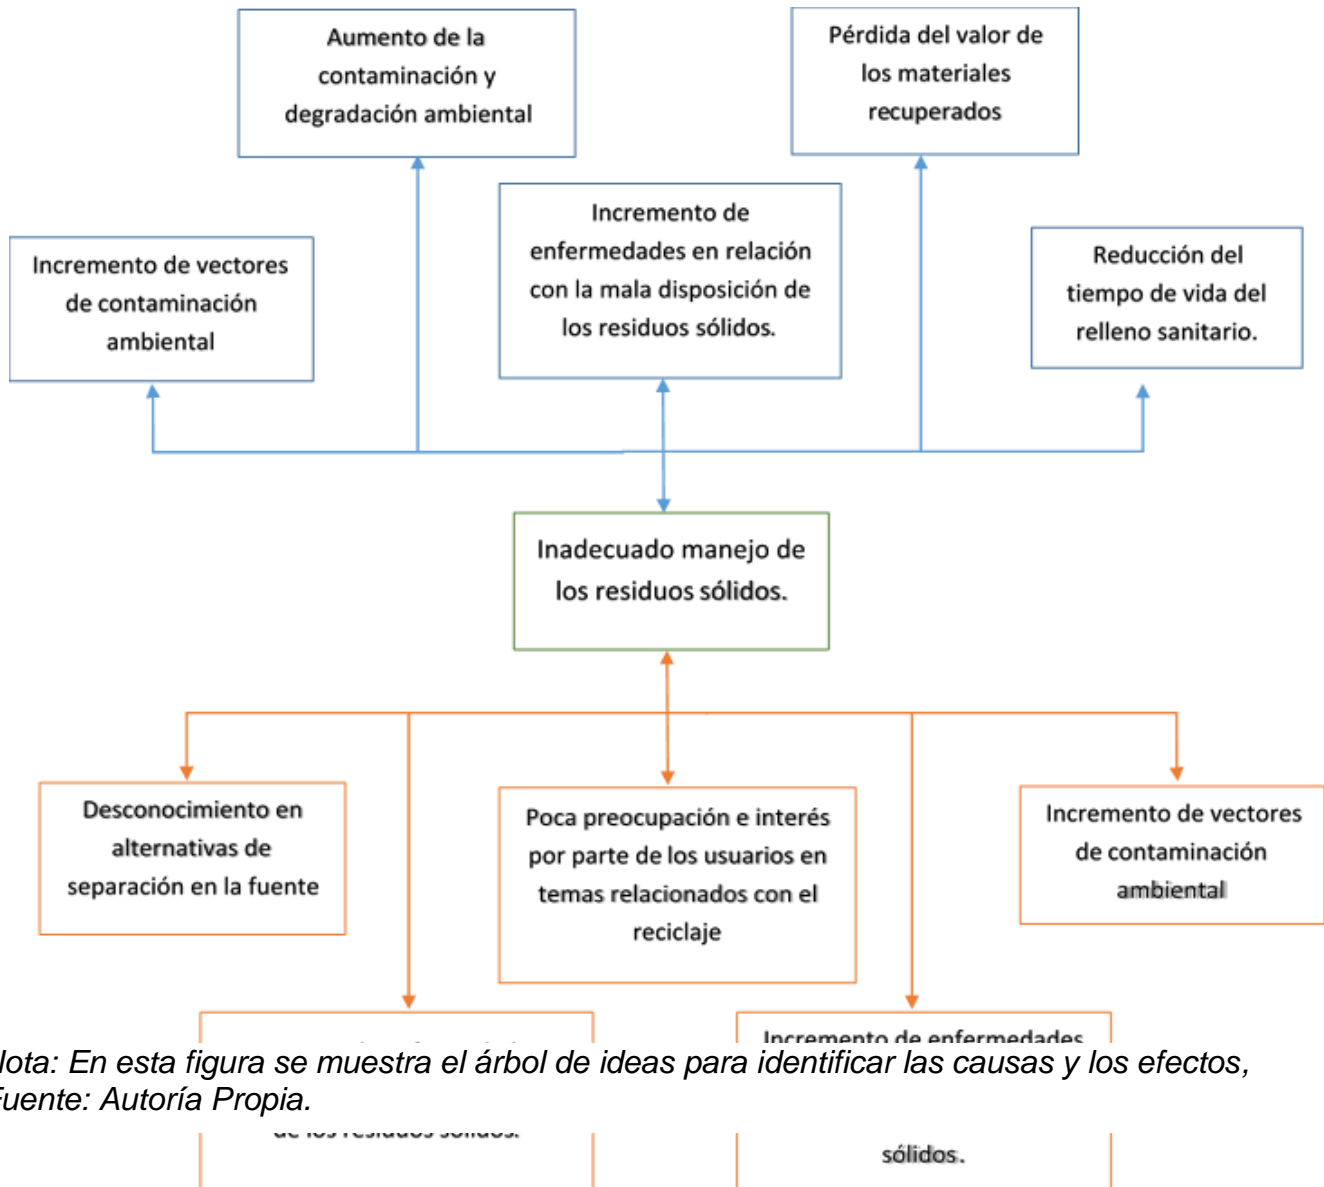 Aumento de la
contaminación y
degradación ambiental
Pérdida del valor de
los materiales
recuperados
Incremento de vectores
de contaminación
ambiental
Incremento de
enfermedades en relación
con la mala disposición de
los residuos sólidos.
Reducción del
tiempo de vida del
relleno sanitario.
Inadecuado manejo de
los residuos sólidos.
Desconocimiento en
alternativas de
separación en la fuente
Poca preocupación e interés
por parte de los usuarios en
temas relacionados con el
reciclaje
Incremento de vectores
de contaminación
ambiental
Incremento de enfermedades
lota: En esta figura se muestra el árbol de ideas para identificar las causas y los efectos,
Fuente: Autoría Propia.
de los residuos sólidos.
sólidos.